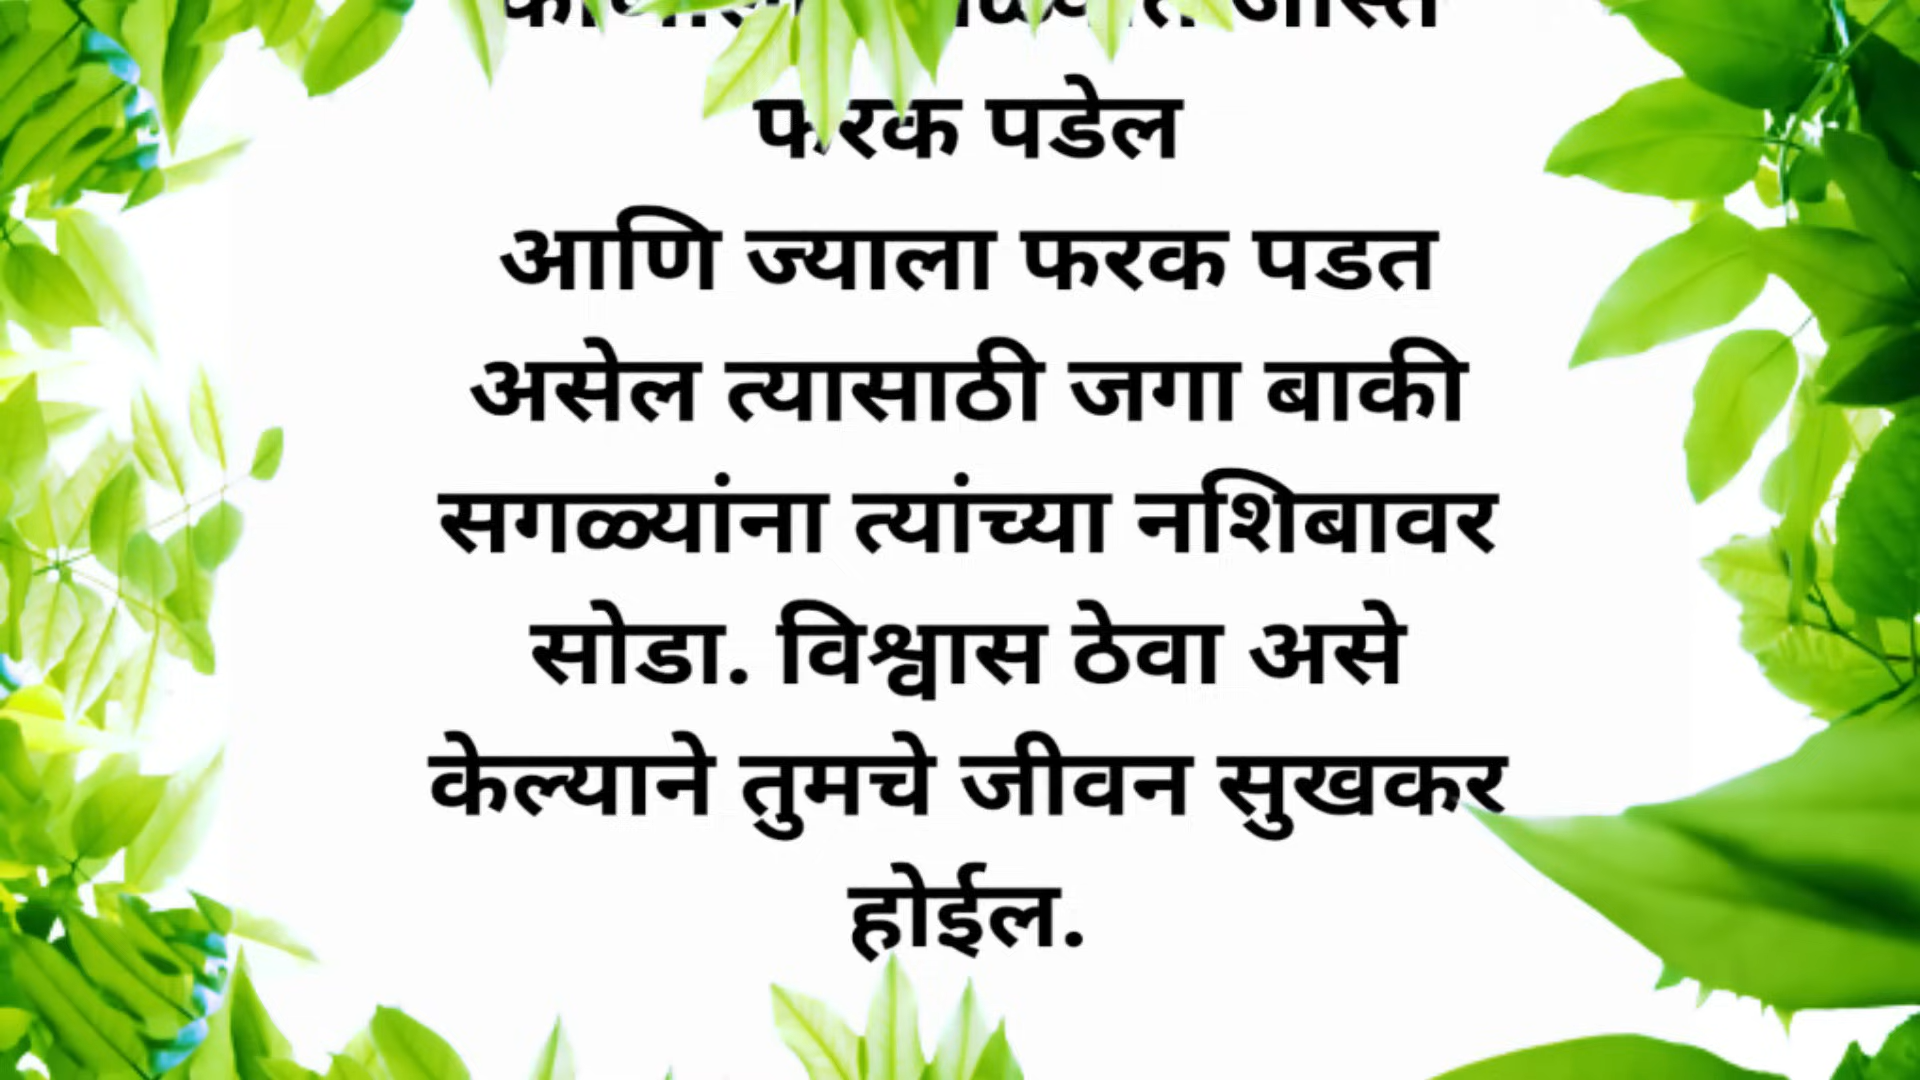 जास्त
फरक पडेल
आणि ज्याला फरक पडत
असेल त्यासाठी जगा बाकी
सगळ्यांना त्यांच्या नशिबावर
सोडा. विश्वास ठेवा असे
केल्याने तुमचे जीवन सुखकर
होईल.